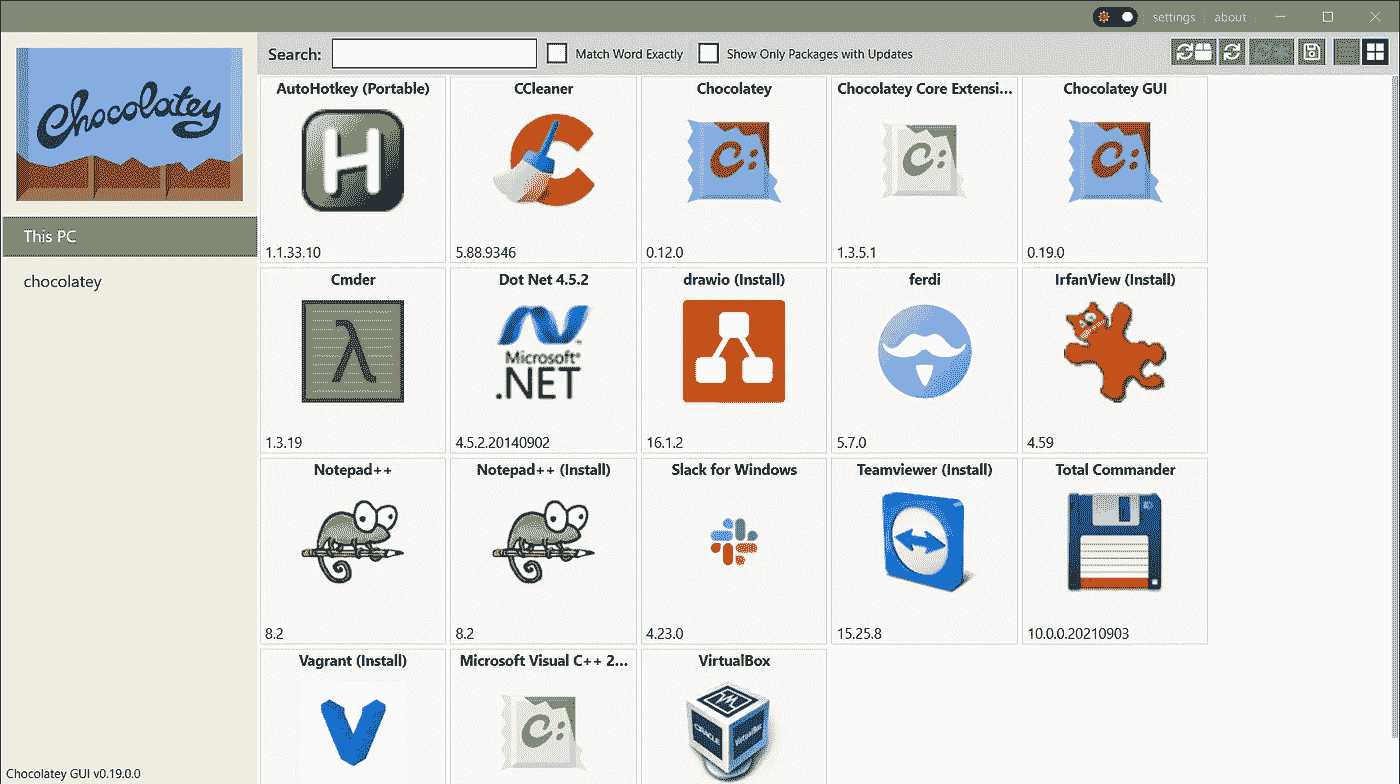 settings about
Chocolatey
Search: Match Word Exactly Show Only Packages with Updates
This PC
chocolatey
AutoHotkey (Portable) CCleaner Chocolatey Chocolatey Core Extensi... Chocolatey GUI
H C: C: C:
1.1.33.10 5.88.9346 0.12.0 1.3.5.1 0.19.0
Cmder Dot Net 4.5.2 drawio (Install) ferdi IrfanView (Install)
λ Microsoft® .NET
1.3.19 4.5.2.20140902 16.1.2 5.7.0 4.59
Notepad++ Notepad++ (Install) Slack for Windows Teamviewer (Install) Total Commander
8.2 8.2 4.23.0 15.25.8 10.0.0.20210903
Vagrant (Install) Microsoft Visual C++ 2... VirtualBox
C: ORACLE VirtualBox
Chocolatey GUI v0.19.0.0